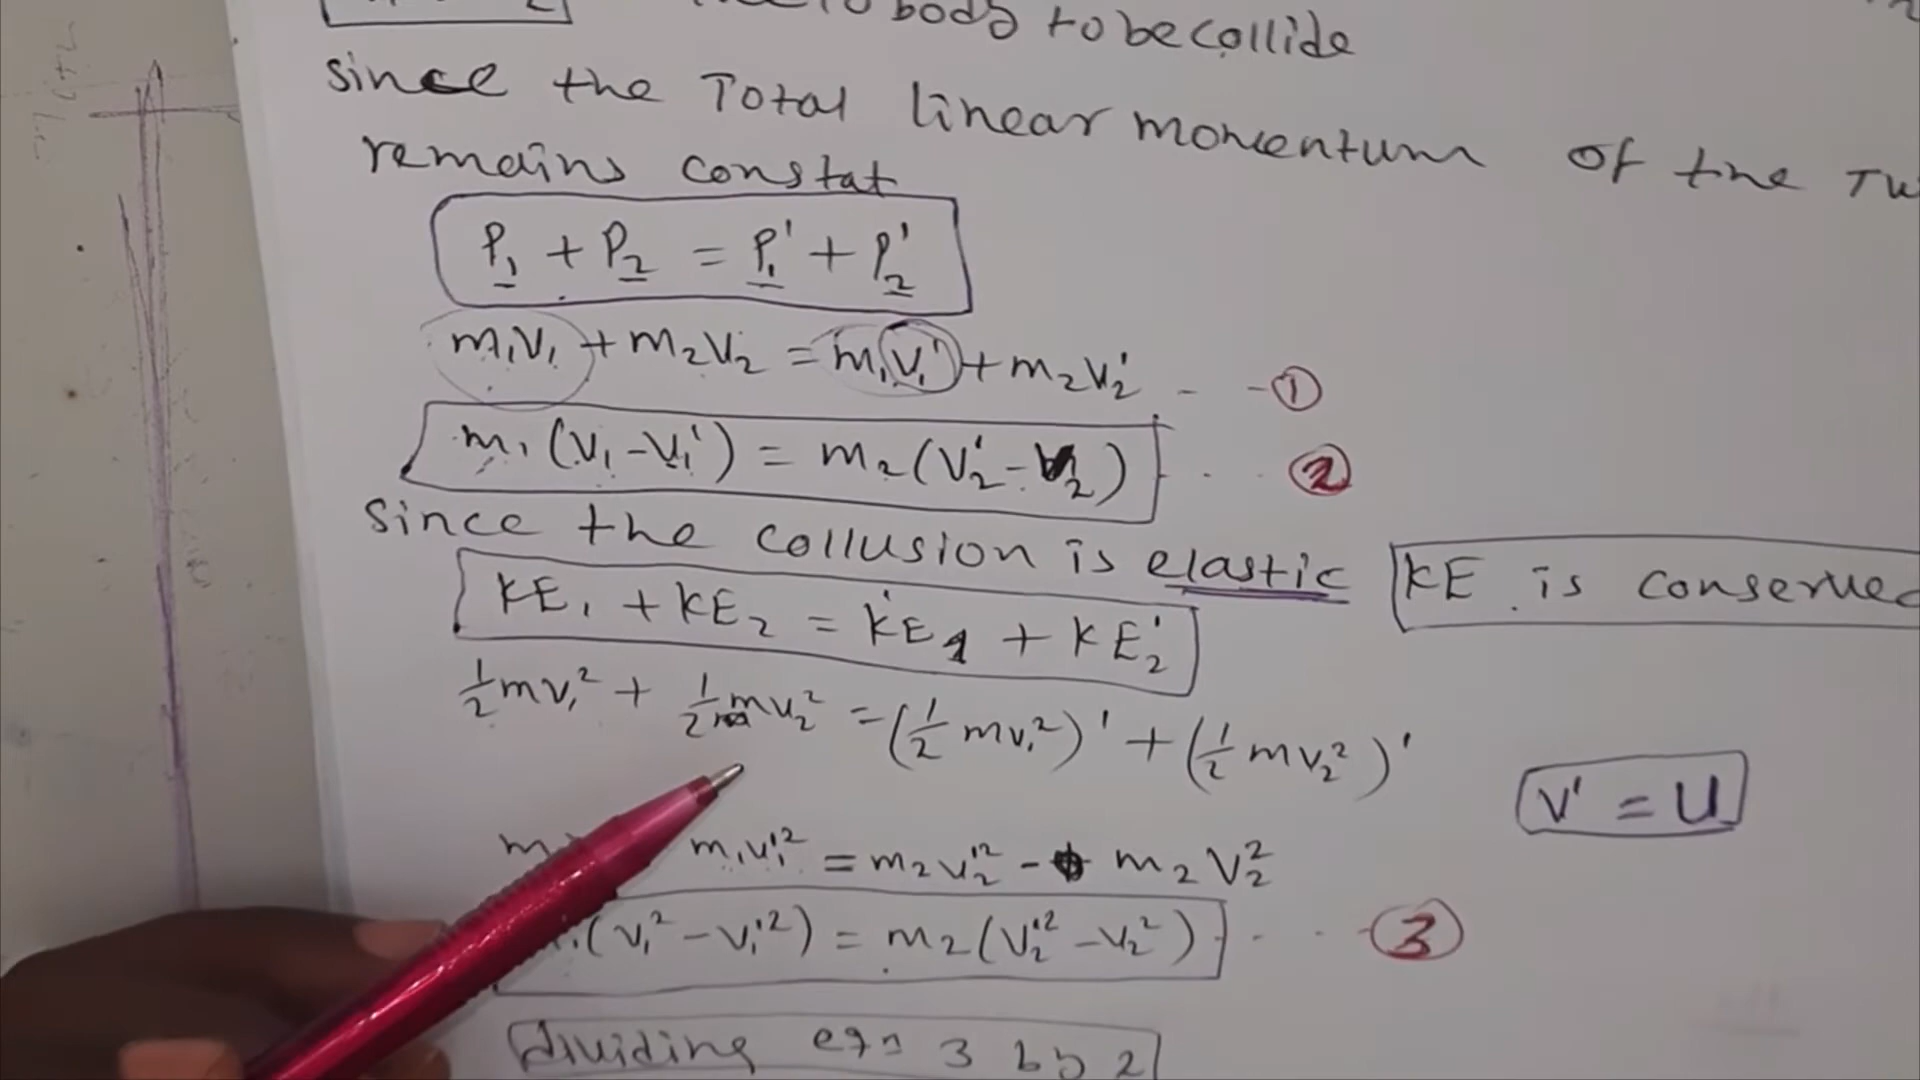 body to be collide
since the Total linear momentum of the Tw
remains constat
P₁ + P₂ = P₁' + P₂'
m₁v₁ + m₂v₂ = m₁v₁' + m₂v₂' - - ①
m₁(v₁-v₁') = m₂(v₂'-v₂) . . ②
since the collusion is elastic KE is conserved
KE₁ + KE₂ = KE₁' + KE₂'
½mv₁² + ½mv₂² = (½mv₁²)' + (½mv₂²)'
v' = u
m₁v₁'² = m₂v₂'² - m₂v₂²
(v₁²-v₁'²) = m₂(v₂'²-v₂²) - . . ③
dividing eqn 3 by 2